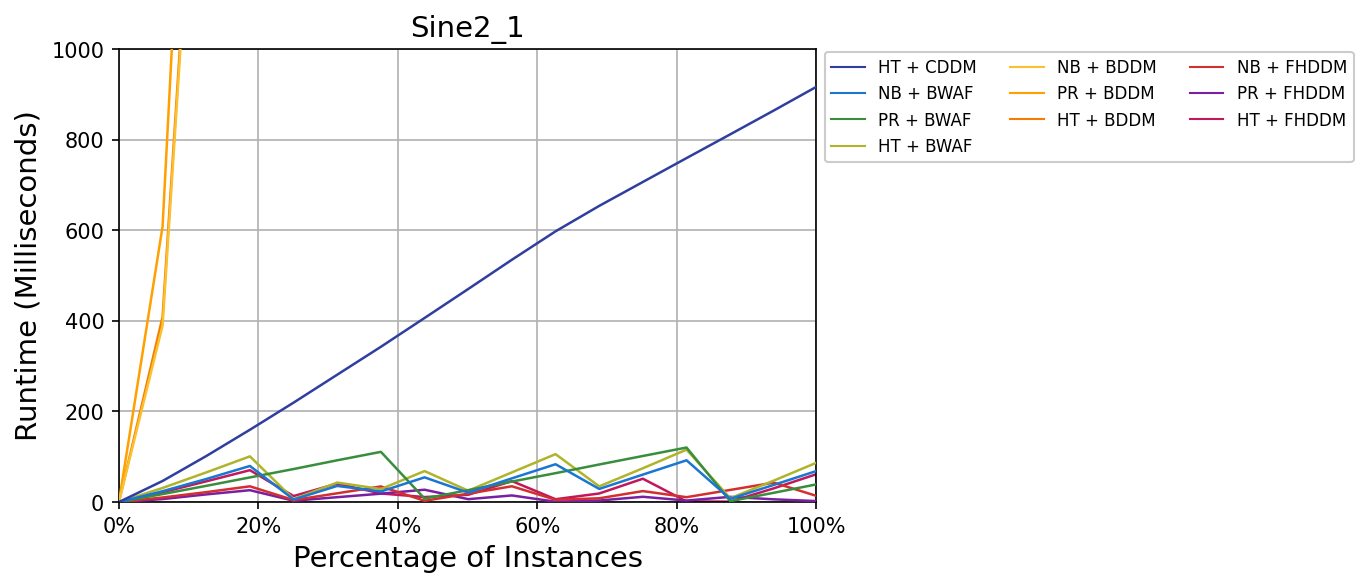 Sine2_1
1000
800
600
400
200
0
Runtime (Milliseconds)
0% 20% 40% 60% 80% 100%
Percentage of Instances
HT + CDDM
NB + BWAF
PR + BWAF
HT + BWAF
NB + BDDM
PR + BDDM
HT + BDDM
NB + FHDDM
PR + FHDDM
HT + FHDDM